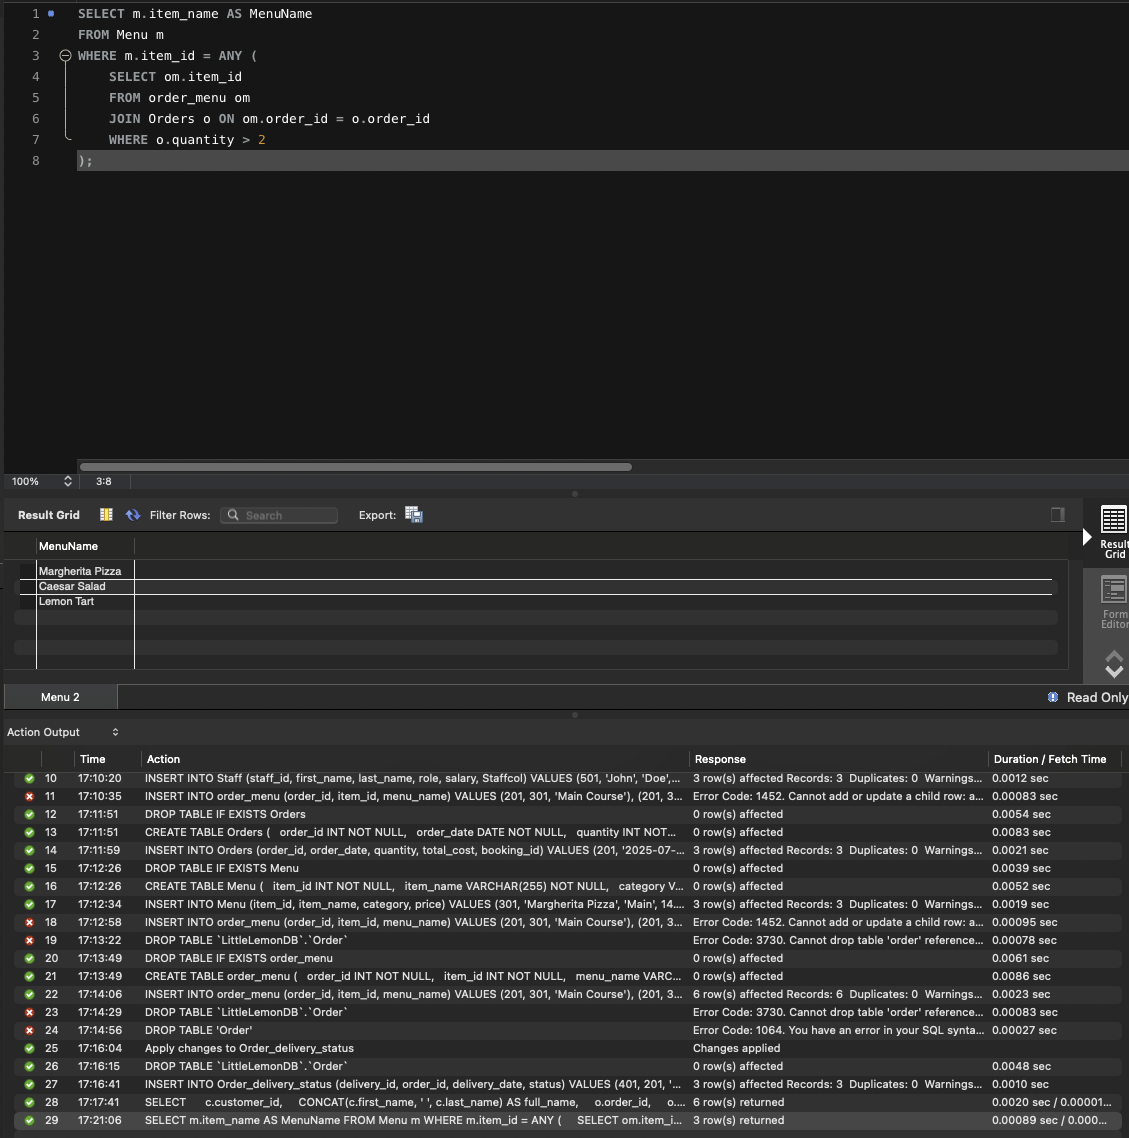 1 SELECT m.item_name AS MenuName
2 FROM Menu m
3 WHERE m.item_id = ANY (
4 SELECT om.item_id
5 FROM order_menu om
6 JOIN Orders o ON om.order_id = o.order_id
7 WHERE o.quantity > 2
8 );
100% 3:8
Result Grid Filter Rows: Search Export:
Result Grid
Form Editor
MenuName
Margherita Pizza
Caesar Salad
Lemon Tart
Menu 2 Read Only
Action Output
Time Action Response Duration / Fetch Time
10 17:10:20 INSERT INTO Staff (staff_id, first_name, last_name, role, salary, Staffcol) VALUES (501, 'John', 'Doe',... 3 row(s) affected Records: 3 Duplicates: 0 Warnings... 0.0012 sec
11 17:10:35 INSERT INTO order_menu (order_id, item_id, menu_name) VALUES (201, 301, 'Main Course'), (201, 3... Error Code: 1452. Cannot add or update a child row: a... 0.00083 sec
12 17:11:51 DROP TABLE IF EXISTS Orders 0 row(s) affected 0.0054 sec
13 17:11:51 CREATE TABLE Orders ( order_id INT NOT NULL, order_date DATE NOT NULL, quantity INT NOT... 0 row(s) affected 0.0083 sec
14 17:11:59 INSERT INTO Orders (order_id, order_date, quantity, total_cost, booking_id) VALUES (201, '2025-07-... 3 row(s) affected Records: 3 Duplicates: 0 Warnings... 0.0021 sec
15 17:12:26 DROP TABLE IF EXISTS Menu 0 row(s) affected 0.0039 sec
16 17:12:26 CREATE TABLE Menu ( item_id INT NOT NULL, item_name VARCHAR(255) NOT NULL, category V... 0 row(s) affected 0.0052 sec
17 17:12:34 INSERT INTO Menu (item_id, item_name, category, price) VALUES (301, 'Margherita Pizza', 'Main', 14.... 3 row(s) affected Records: 3 Duplicates: 0 Warnings... 0.0019 sec
18 17:12:58 INSERT INTO order_menu (order_id, item_id, menu_name) VALUES (201, 301, 'Main Course'), (201, 3... Error Code: 1452. Cannot add or update a child row: a... 0.00095 sec
19 17:13:22 DROP TABLE `LittleLemonDB`.`Order` Error Code: 3730. Cannot drop table 'order' reference... 0.00078 sec
20 17:13:49 DROP TABLE IF EXISTS order_menu 0 row(s) affected 0.0061 sec
21 17:13:49 CREATE TABLE order_menu ( order_id INT NOT NULL, item_id INT NOT NULL, menu_name VARC... 0 row(s) affected 0.0086 sec
22 17:14:06 INSERT INTO order_menu (order_id, item_id, menu_name) VALUES (201, 301, 'Main Course'), (201, 3... 6 row(s) affected Records: 6 Duplicates: 0 Warnings... 0.0023 sec
23 17:14:29 DROP TABLE `LittleLemonDB`.`Order` Error Code: 3730. Cannot drop table 'order' reference... 0.00083 sec
24 17:14:56 DROP TABLE 'Order' Error Code: 1064. You have an error in your SQL synta... 0.00027 sec
25 17:16:04 Apply changes to Order_delivery_status Changes applied
26 17:16:15 DROP TABLE `LittleLemonDB`.`Order` 0 row(s) affected 0.0048 sec
27 17:16:41 INSERT INTO Order_delivery_status (delivery_id, order_id, delivery_date, status) VALUES (401, 201, '... 3 row(s) affected Records: 3 Duplicates: 0 Warnings... 0.0010 sec
28 17:17:41 SELECT c.customer_id, CONCAT(c.first_name, ' ', c.last_name) AS full_name, o.order_id, o.... 6 row(s) returned 0.0020 sec / 0.00001...
29 17:21:06 SELECT m.item_name AS MenuName FROM Menu m WHERE m.item_id = ANY ( SELECT om.item_i... 3 row(s) returned 0.00089 sec / 0.000...